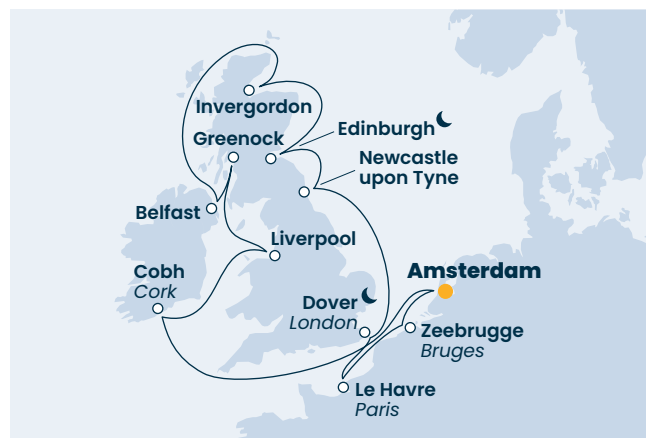 Invergordon
Greenock
Edinburgh
Newcastle
upon Tyne
Belfast
Liverpool
Cobh
Cork
Amsterdam
Dover
London
Zeebrugge
Bruges
Le Havre
Paris